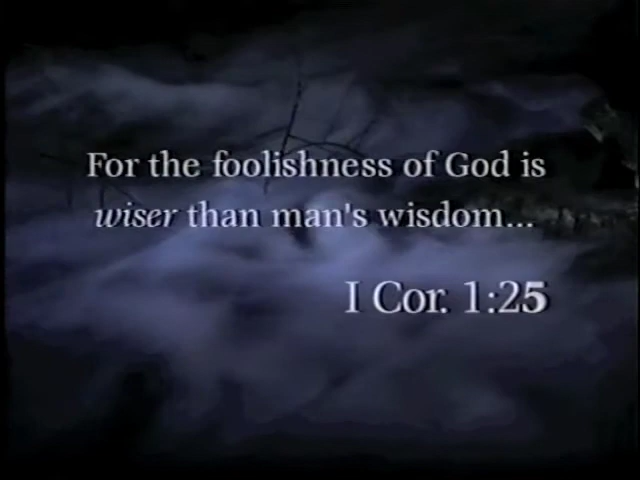 For the foolishness of God is
wiser than man's wisdom...
I Cor. 1:25